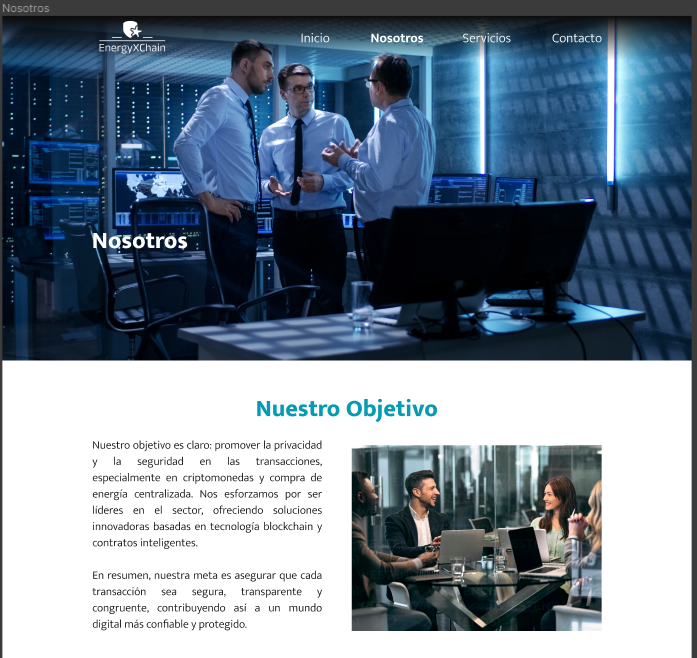 Nosotros
EnergyXChain
Inicio Nosotros Servicios Contacto
Nosotros
Nuestro Objetivo
Nuestro objetivo es claro: promover la privacidad
y la seguridad en las transacciones,
especialmente en criptomonedas y compra de
energía centralizada. Nos esforzamos por ser
líderes en el sector, ofreciendo soluciones
innovadoras basadas en tecnología blockchain y
contratos inteligentes.
En resumen, nuestra meta es asegurar que cada
transacción sea segura, transparente y
congruente, contribuyendo así a un mundo
digital más confiable y protegido.